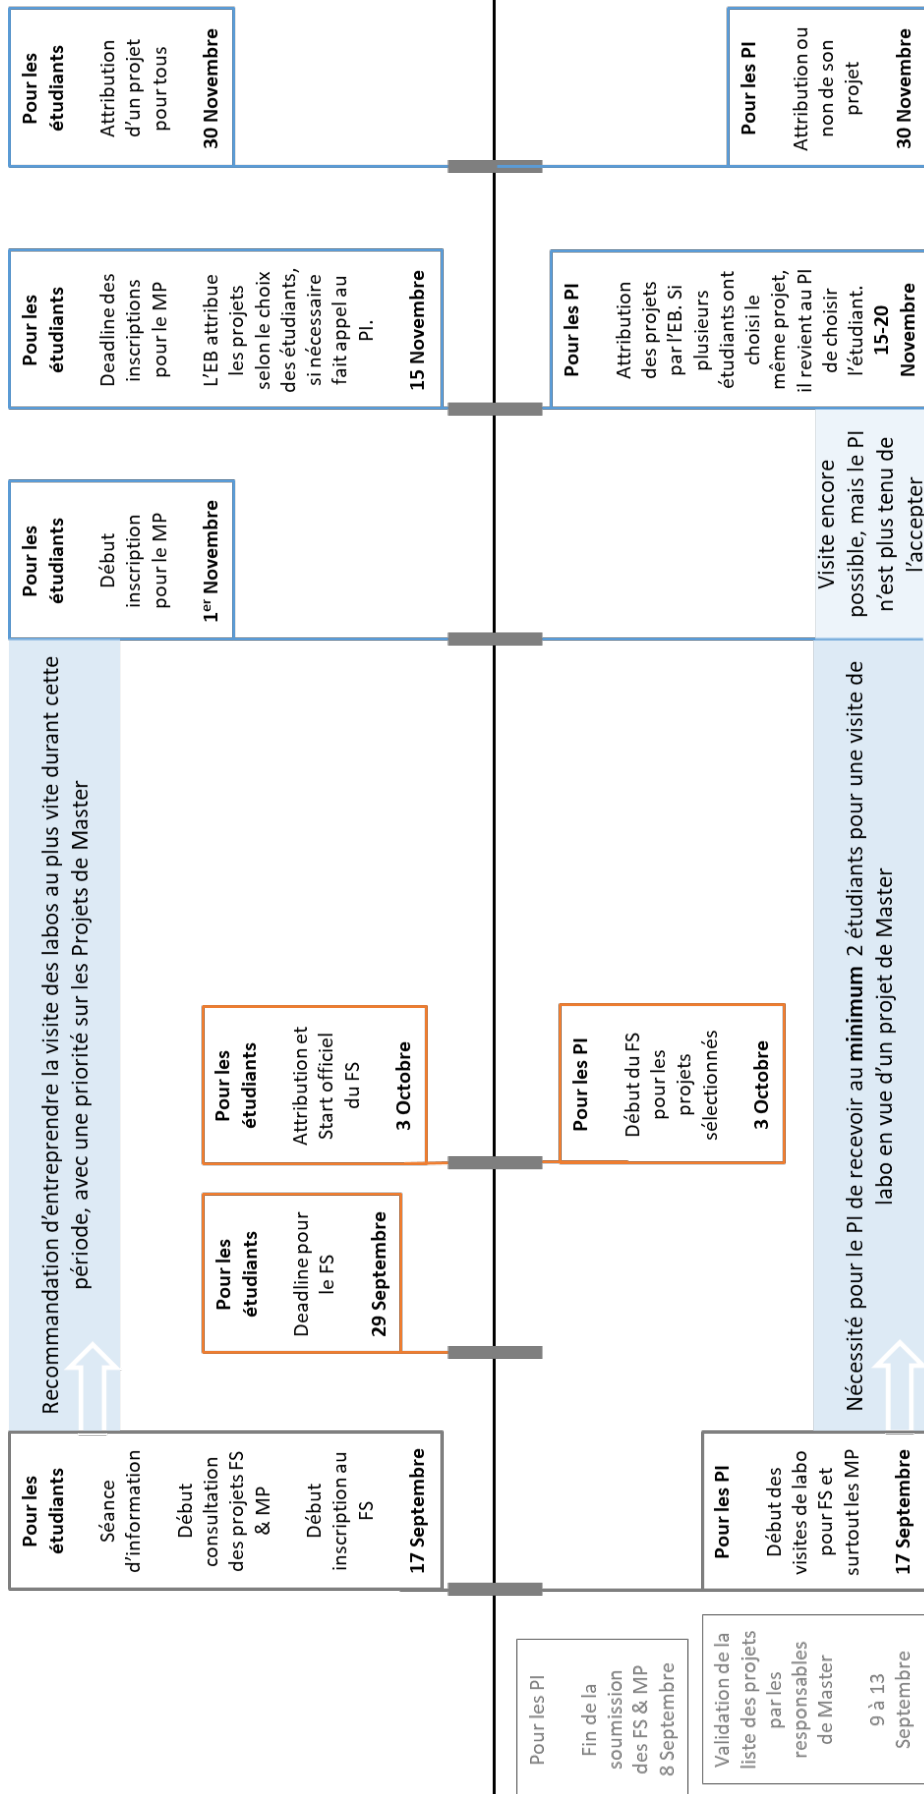 Pour les
étudiants
Séance
d'information
Début
consultation
des projets FS
& MP
Début
inscription au
FS
17 Septembre
Recommandation d'entreprendre la visite des labos au plus vite durant cette
période, avec une priorité sur les Projets de Master
Pour les
étudiants
Deadline pour
le FS
29 Septembre
Pour les
étudiants
Attribution et
Start officiel
du FS
3 Octobre
Pour les
étudiants
Début
inscription
pour le MP
1er Novembre
Pour les
étudiants
Deadline des
inscriptions
pour le MP
L'EB attribue
les projets
selon le choix
des étudiants,
si nécessaire
fait appel au
PI.
15 Novembre
Pour les
étudiants
Attribution
d'un projet
pour tous
30 Novembre
Pour les PI
Fin de la
soumission
des FS & MP
8 Septembre
Validation de la
liste des projets
par les
responsables
de Master
9 à 13
Septembre
Pour les PI
Début des
visites de labo
pour FS et
surtout les MP
17 Septembre
Nécessité pour le PI de recevoir au minimum 2 étudiants pour une visite de
labo en vue d'un projet de Master
Pour les PI
Début du FS
pour les
projets
sélectionnés
3 Octobre
Visite encore
possible, mais le PI
n'est plus tenu de
l'accepter
Pour les PI
Attribution
des projets
par l'EB. Si
plusieurs
étudiants ont
choisi le
même projet,
il revient au PI
de choisir
l'étudiant.
15-20
Novembre
Pour les PI
Attribution ou
non de son
projet
30 Novembre